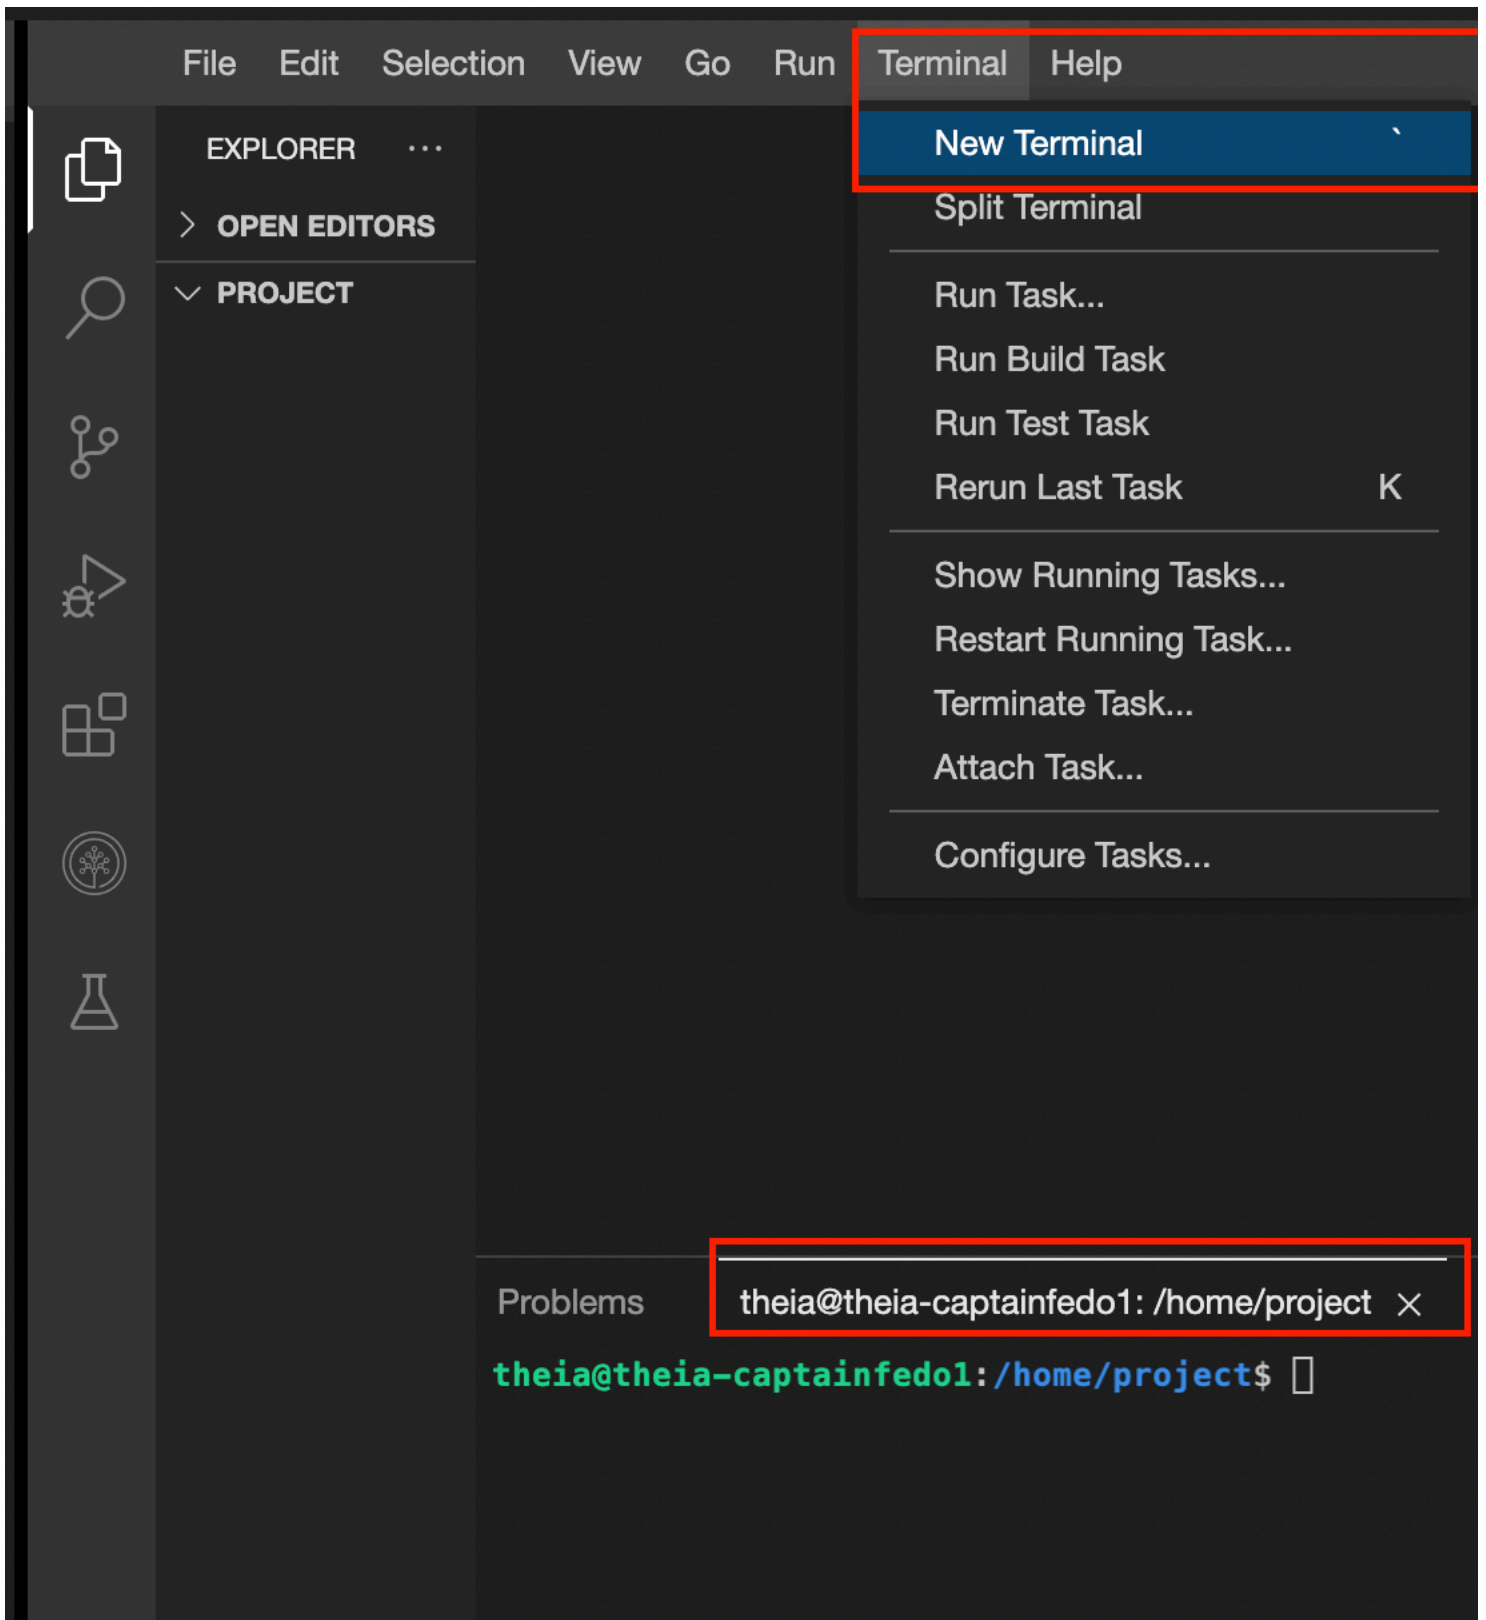 File Edit Selection View Go Run Terminal Help
EXPLORER ...
OPEN EDITORS
PROJECT
New Terminal `
Split Terminal
Run Task...
Run Build Task
Run Test Task
Rerun Last Task K
Show Running Tasks...
Restart Running Task...
Terminate Task...
Attach Task...
Configure Tasks...
Problems theia@theia-captainfedo1: /home/project
theia@theia-captainfedo1:/home/project$